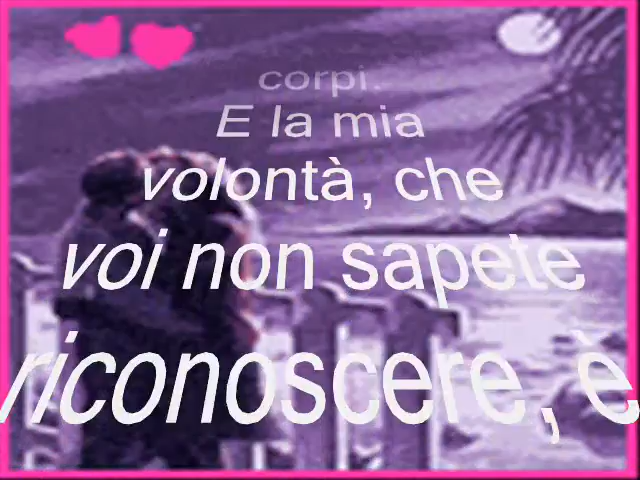 corpi.
E la mia
volontà, che
voi non sapete
riconoscere, è